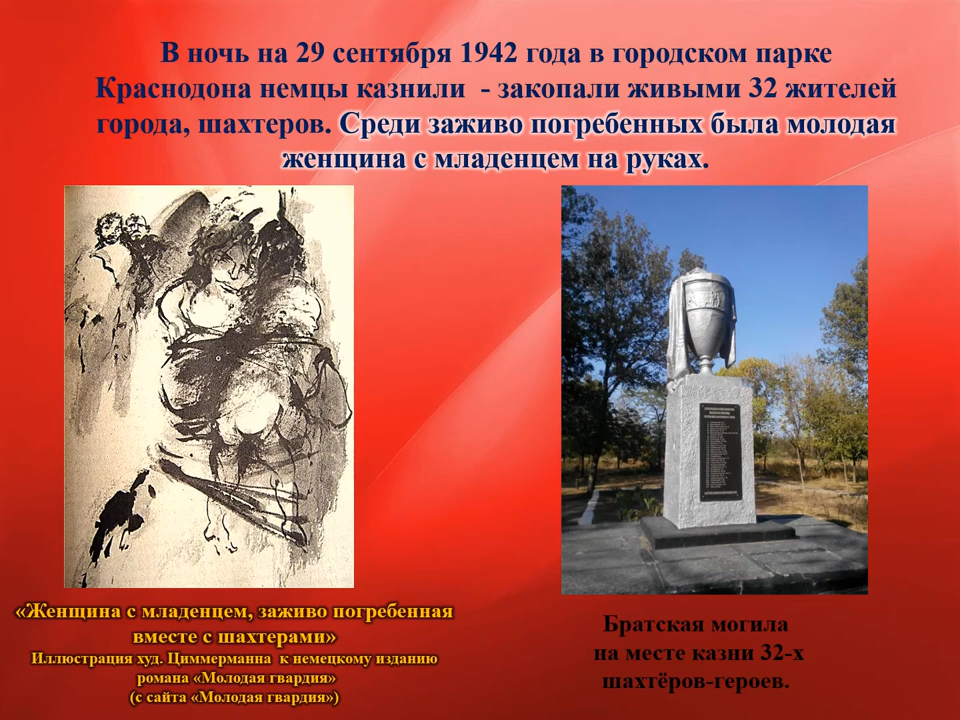 В ночь на 29 сентября 1942 года в городском парке
Краснодона немцы казнили - закопали живыми 32 жителей
города, шахтеров. Среди заживо погребенных была молодая
женщина с младенцем на руках.
«Женщина с младенцем, заживо погребенная
вместе с шахтерами»
Иллюстрация худ. Циммерманна к немецкому изданию
романа «Молодая гвардия»
(с сайта «Молодая гвардия»)
Братская могила
на месте казни 32-х
шахтёров-героев.